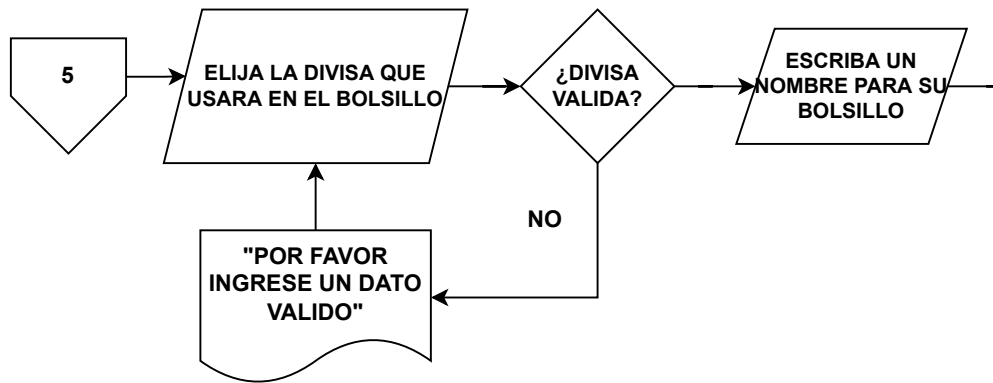 5
ELIJA LA DIVISA QUE
USARA EN EL BOLSILLO
¿DIVISA
VALIDA?
ESCRIBA UN
NOMBRE PARA SU
BOLSILLO
NO
"POR FAVOR
INGRESE UN DATO
VALIDO"